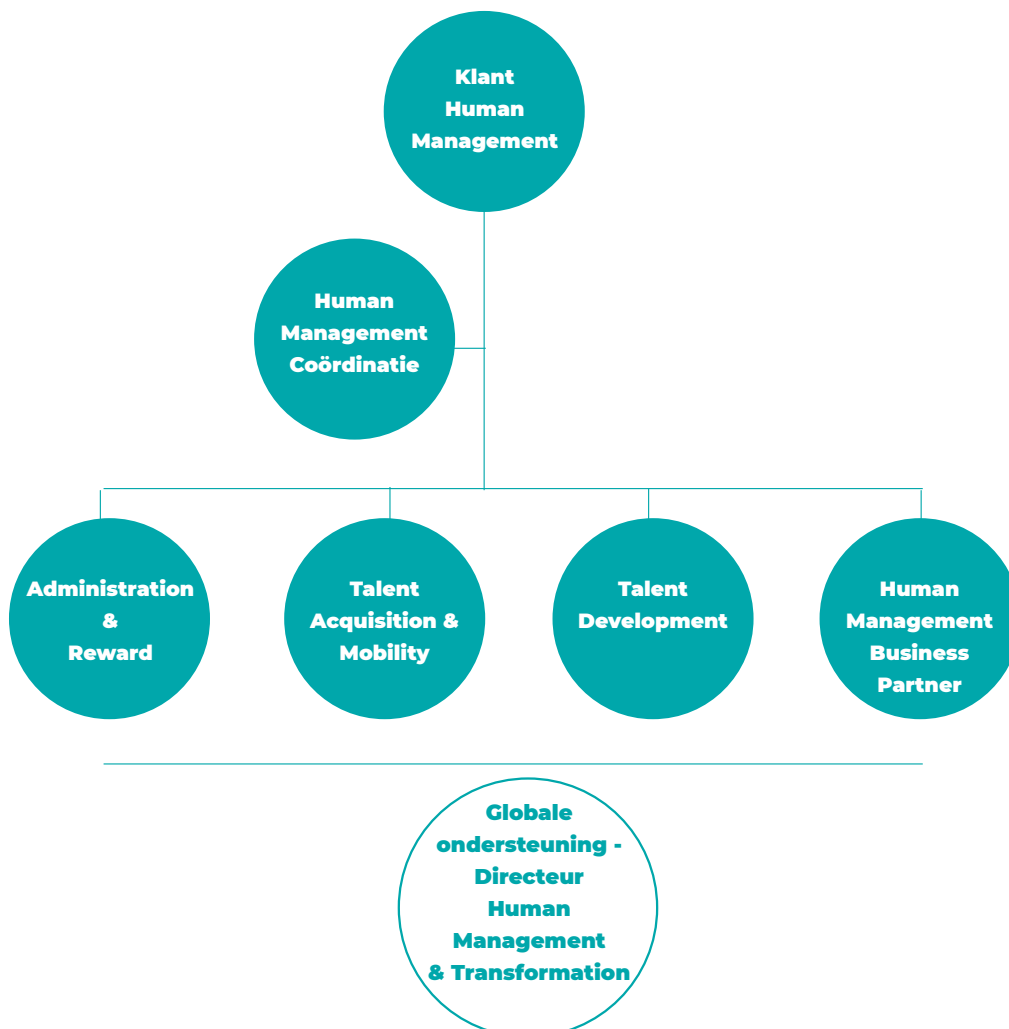 Klant
Human
Management
Human
Management
Coördinatie
Administration
&
Reward
Talent
Acquisition &
Mobility
Talent
Development
Human
Management
Business
Partner
Globale
ondersteuning -
Directeur
Human
Management
& Transformation